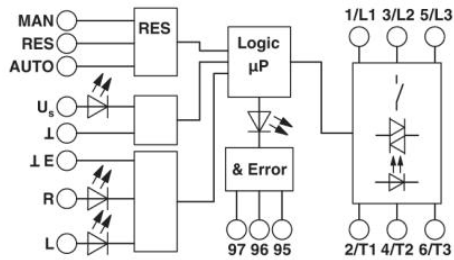 MAN
RES
AUTO
RES
Us
⊥
⊥ E
R
L
Logic
µP
& Error
97 96 95
1/L1 3/L2 5/L3
2/T1 4/T2 6/T3